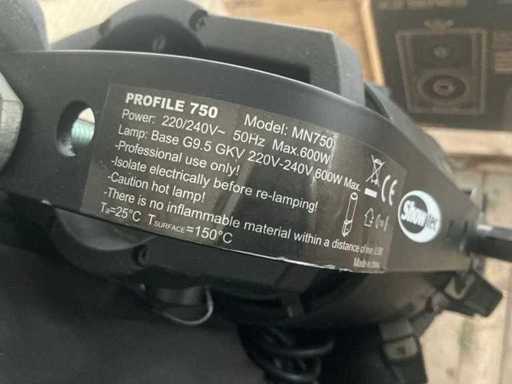 PROFILE 750 Model: MN750
Power: 220/240V~ 50Hz Max.600W
Lamp: Base G9.5 GKV 220V-240V 600W Max.
-Professional use only!
-Isolate electrically before re-lamping!
-Caution hot lamp!
-There is no inflammable material within a distance of
Ta=25°C TSURFACE=150°C
CE
Showtec